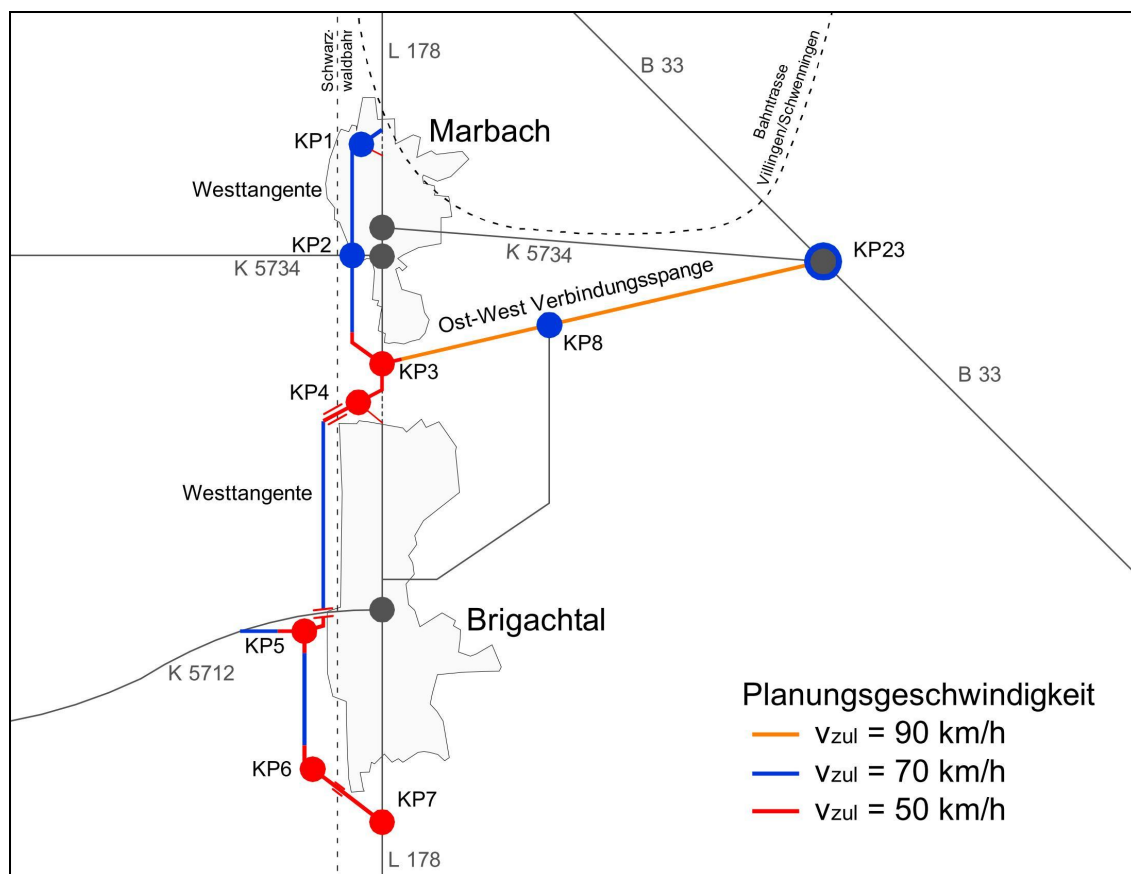 Schwarz-
waldbahn
L 178
B 33
Bahntrasse
Villingen/Schwenningen
KP1
Marbach
Westtangente
KP2
K 5734
K 5734
KP23
Ost-West Verbindungsspange
KP8
KP3
KP4
B 33
Westtangente
Brigachtal
KP5
K 5712
KP6
KP7
L 178
Planungsgeschwindigkeit
vzul = 90 km/h
vzul = 70 km/h
vzul = 50 km/h